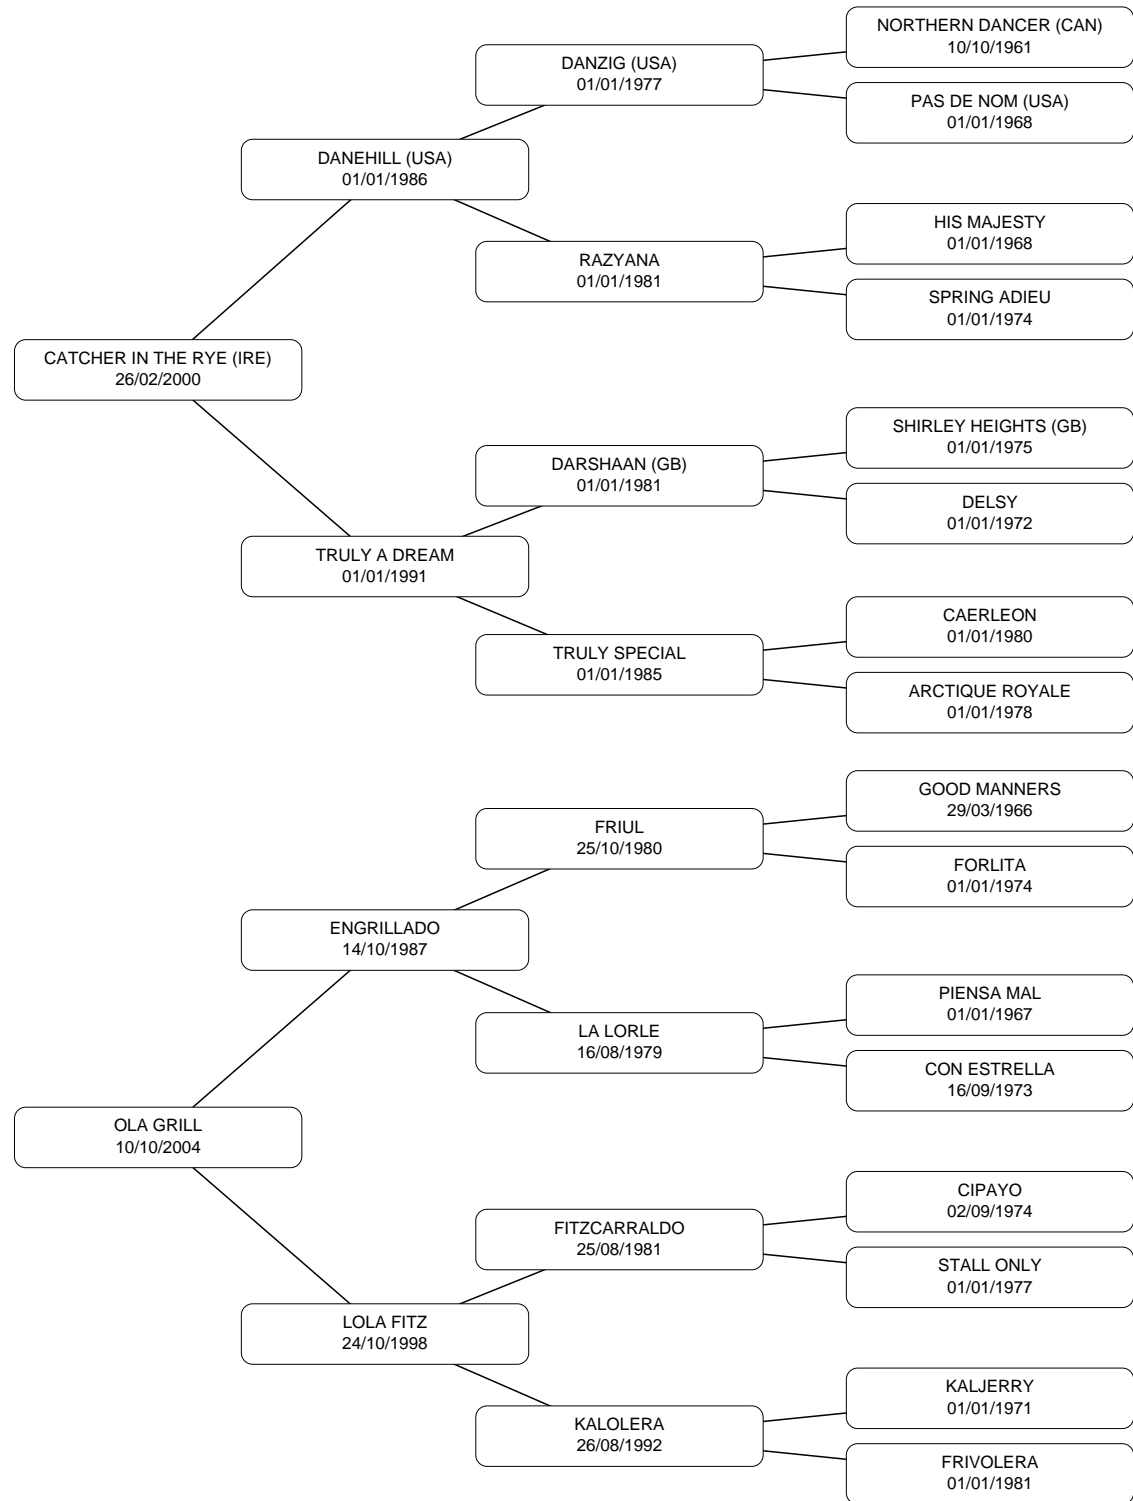 NORTHERN DANCER (CAN)
10/10/1961
DANZIG (USA)
01/01/1977
PAS DE NOM (USA)
01/01/1968
DANEHILL (USA)
01/01/1986
HIS MAJESTY
01/01/1968
RAZYANA
01/01/1981
SPRING ADIEU
01/01/1974
CATCHER IN THE RYE (IRE)
26/02/2000
SHIRLEY HEIGHTS (GB)
01/01/1975
DARSHAAN (GB)
01/01/1981
DELSY
01/01/1972
TRULY A DREAM
01/01/1991
CAERLEON
01/01/1980
TRULY SPECIAL
01/01/1985
ARCTIQUE ROYALE
01/01/1978
GOOD MANNERS
29/03/1966
FRIUL
25/10/1980
FORLITA
01/01/1974
ENGRILLADO
14/10/1987
PIENSA MAL
01/01/1967
LA LORLE
16/08/1979
CON ESTRELLA
16/09/1973
OLA GRILL
10/10/2004
CIPAYO
02/09/1974
FITZCARRALDO
25/08/1981
STALL ONLY
01/01/1977
LOLA FITZ
24/10/1998
KALJERRY
01/01/1971
KALOLERA
26/08/1992
FRIVOLERA
01/01/1981